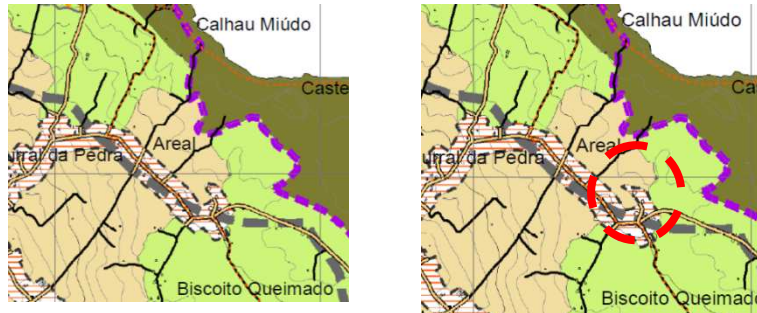 Calhau Miúdo
Caste
Areal
urral da Pedra
Biscoito Queimado
Calhau Miúdo
Ca
Areal
urral da Pedra
Biscoito Queimado